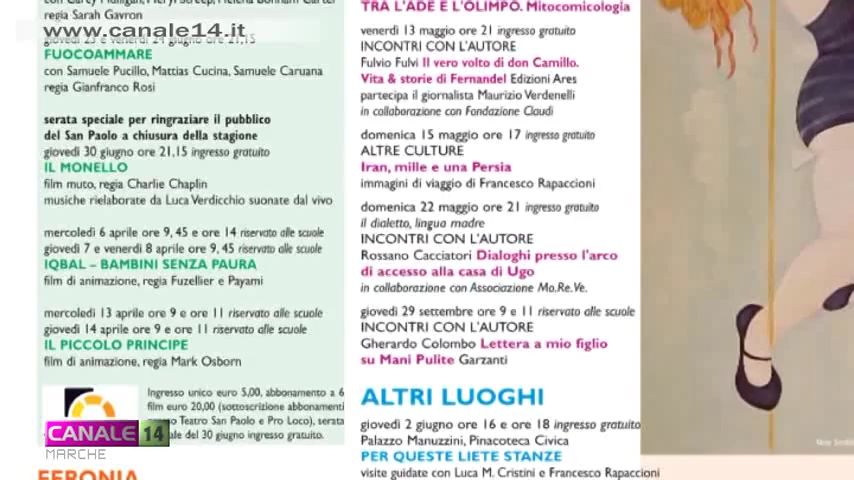 www.canale14.it
regia Sarah Gavron
FUOCOAMMARE
con Samuele Pucillo, Mattias Cucina, Samuele Caruana
regia Gianfranco Rosi
serata speciale per ringraziare il pubblico
del San Paolo a chiusura della stagione
giovedì 30 giugno ore 21,15 ingresso gratuito
IL MONELLO
film muto, regia Charlie Chaplin
musiche rielaborate da Luca Verdicchio suonate dal vivo
mercoledì 6 aprile ore 9, 45 e ore 14 riservato alle scuole
giovedì 7 e venerdì 8 aprile ore 9, 45 riservato alle scuole
IQBAL – BAMBINI SENZA PAURA
film di animazione, regia Fuzellier e Payami
mercoledì 13 aprile ore 9 e ore 11 riservato alle scuole
giovedì 14 aprile ore 9 e ore 11 riservato alle scuole
IL PICCOLO PRINCIPE
film di animazione, regia Mark Osborn
Ingresso unico euro 5,00, abbonamento a 6
film euro 20,00 (sottoscrizione abbonamenti
Teatro San Paolo e Pro Loco), serata
del 30 giugno ingresso gratuito.
CANALE 14
MARCHE
FERONIA
TRA L'ADE E L'OLIMPO. Mitocomicologia
venerdì 13 maggio ore 21 ingresso gratuito
INCONTRI CON L'AUTORE
Fulvio Fulvi Il vero volto di don Camillo.
Vita & storie di Fernandel Edizioni Ares
partecipa il giornalista Maurizio Verdenelli
in collaborazione con Fondazione Claudi
domenica 15 maggio ore 17 ingresso gratuito
ALTRE CULTURE
Iran, mille e una Persia
immagini di viaggio di Francesco Rapaccioni
domenica 22 maggio ore 21 ingresso gratuito
il dialetto, lingua madre
INCONTRI CON L'AUTORE
Rossano Cacciatori Dialoghi presso l'arco
di accesso alla casa di Ugo
in collaborazione con Associazione Mo.Re.Ve.
giovedì 29 settembre ore 9 e 11 riservato alle scuole
INCONTRI CON L'AUTORE
Gherardo Colombo Lettera a mio figlio
su Mani Pulite Garzanti
ALTRI LUOGHI
giovedì 2 giugno ore 16 e ore 18 ingresso gratuito
Palazzo Manuzzini, Pinacoteca Civica
PER QUESTE LIETE STANZE
visite guidate con Luca M. Cristini e Francesco Rapaccioni